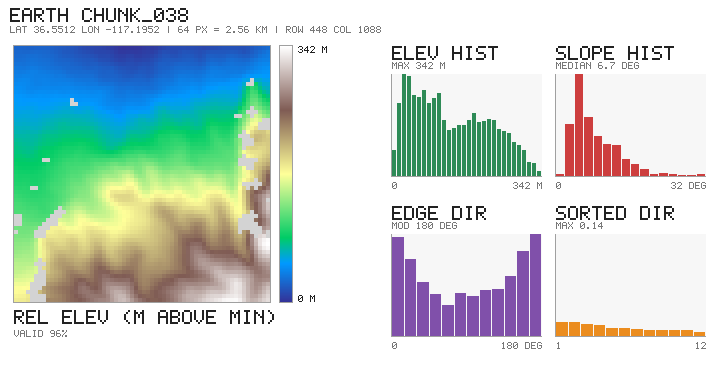 EARTH CHUNK_038
LAT 36.5512 LON -117.1952 | 64 PX = 2.56 KM | ROW 448 COL 1088
342 M
0 M
REL ELEV (M ABOVE MIN)
VALID 96%
ELEV HIST
MAX 342 M
0 342 M
SLOPE HIST
MEDIAN 6.7 DEG
0 32 DEG
EDGE DIR
MOD 180 DEG
0 180 DEG
SORTED DIR
MAX 0.14
1 12